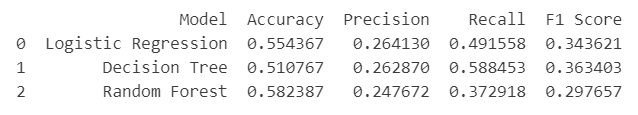 Model Accuracy Precision Recall F1 Score
0 Logistic Regression 0.554367 0.264130 0.491558 0.343621
1 Decision Tree 0.510767 0.262870 0.588453 0.363403
2 Random Forest 0.582387 0.247672 0.372918 0.297657